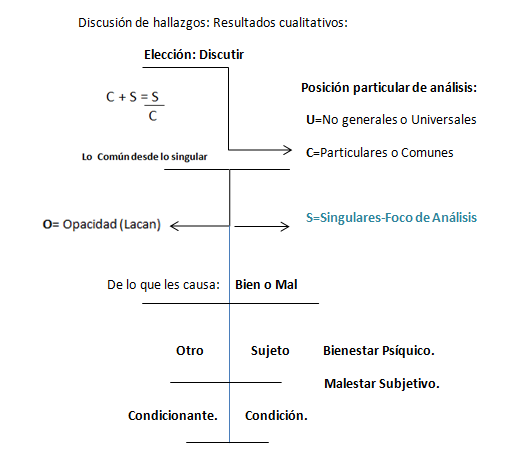 Discusión de hallazgos: Resultados cualitativos:
Elección: Discutir
Posición particular de análisis:
C + S = S
C
U=No generales o Universales
Lo Común desde lo singular
C=Particulares o Comunes
O= Opacidad (Lacan)
S=Singulares-Foco de Análisis
De lo que les causa: Bien o Mal
Otro Sujeto Bienestar Psíquico.
Malestar Subjetivo.
Condicionante. Condición.